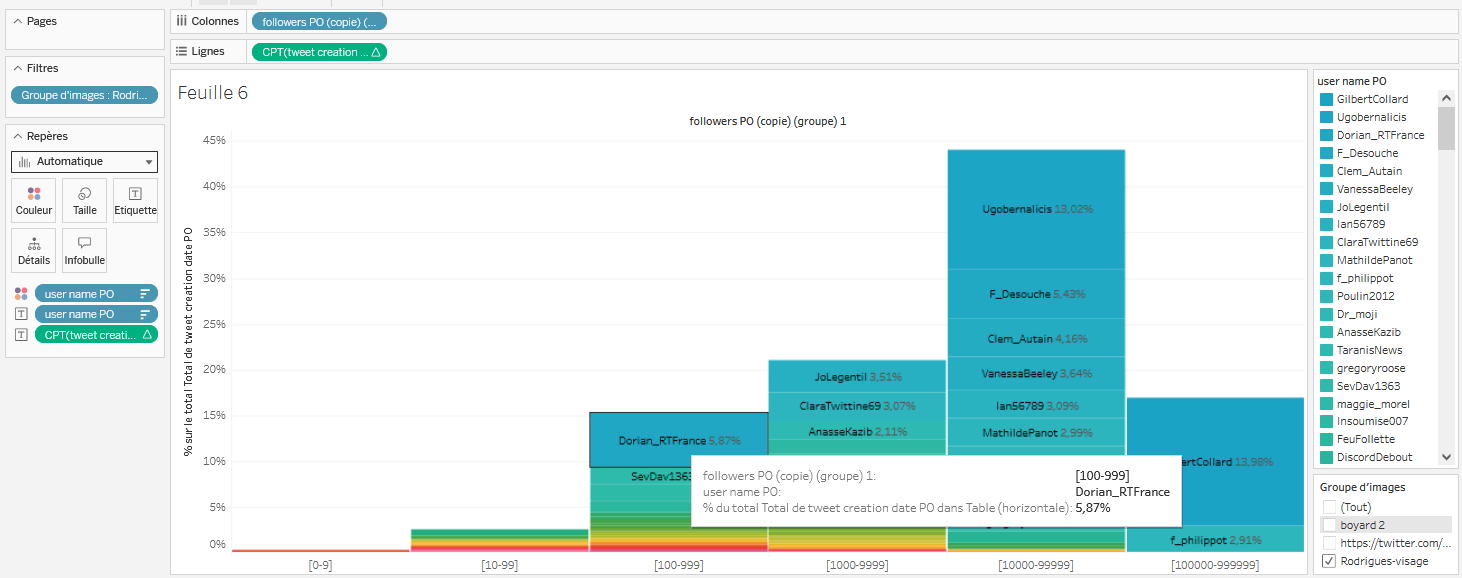 Pages
Colonnes
followers PO (copie) (...
Lignes
CPT(tweet creation ... △
Filtres
Groupe d'images : Rodri...
Repères
Automatique
Couleur
Taille
Etiquette
Détails
Infobulle
user name PO
user name PO
CPT(tweet creati... △
Feuille 6
followers PO (copie) (groupe) 1
% sur le total Total de tweet creation date PO
45%
40%
35%
30%
25%
20%
15%
10%
5%
0%
Ugobernalicis 13,02%
F_Desouche 5,43%
Clem_Autain 4,16%
VanessaBeeley 3,64%
Ian56789 3,09%
MathildePanot 2,99%
JoLegentil 3,51%
ClaraTwittine69 3,07%
AnasseKazib 2,11%
Dorian_RTFrance 5,87%
SevDav1363
ertCollard 13,98%
f_philippot 2,91%
followers PO (copie) (groupe) 1: [100-999]
user name PO: Dorian_RTFrance
% du total Total de tweet creation date PO dans Table (horizontale): 5,87%
[0-9]
[10-99]
[100-999]
[1000-9999]
[10000-99999]
[100000-999999]
user name PO
GilbertCollard
Ugobernalicis
Dorian_RTFrance
F_Desouche
Clem_Autain
VanessaBeeley
JoLegentil
Ian56789
ClaraTwittine69
MathildePanot
f_philippot
Poulin2012
Dr_moji
AnasseKazib
TaranisNews
gregoryroose
SevDav1363
maggie_morel
Insoumise007
FeuFollette
DiscordDebout
Groupe d'images
(Tout)
boyard 2
https://twitter.com/...
Rodrigues-visage